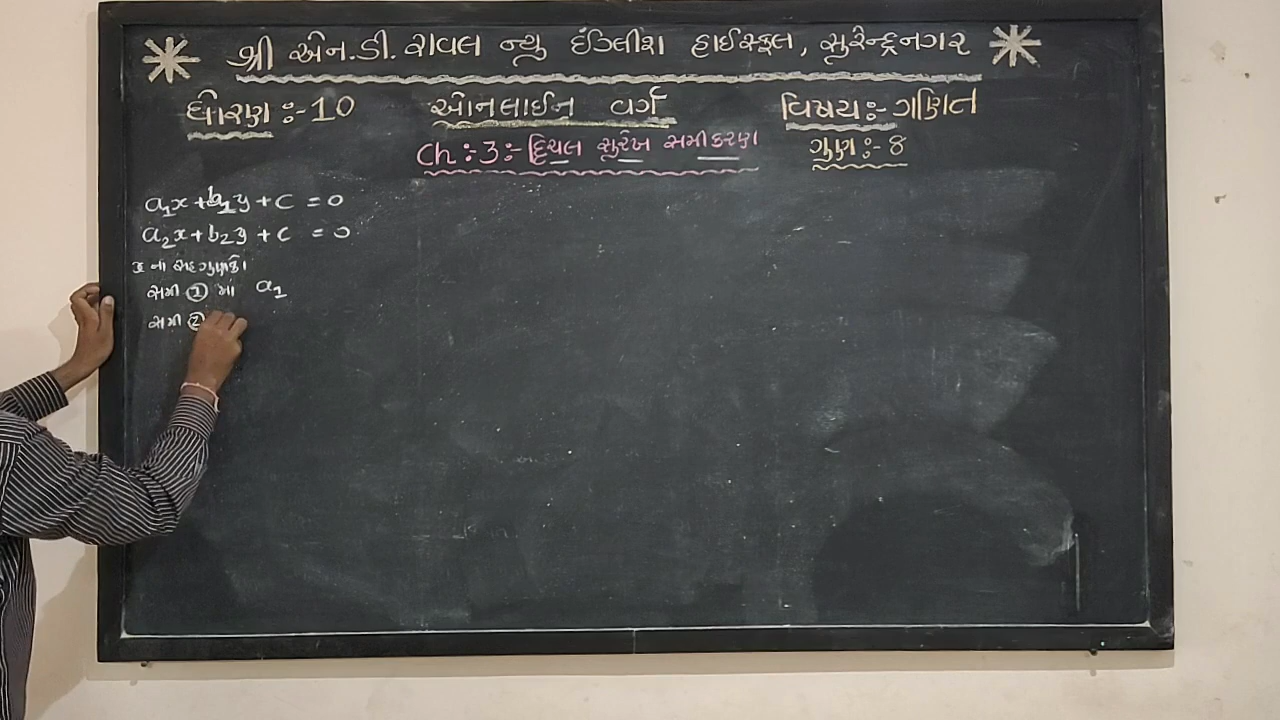 શ્રી એન.ડી. રાવલ ન્યુ ઇંગ્લીશ હાઈસ્કૂલ, સુરેન્દ્રનગર
ધોરણ :- 10 ઓનલાઈન વર્ગ વિષય :- ગણિત
Ch :- 3 :- દ્વિચલ સુરેખ સમીકરણ ગુણ :- 8
a₁x + b₁y + c = 0
a₂x + b₂y + c = 0
x ના સહગુણકો
સમી ① માં a₁
સમી ②